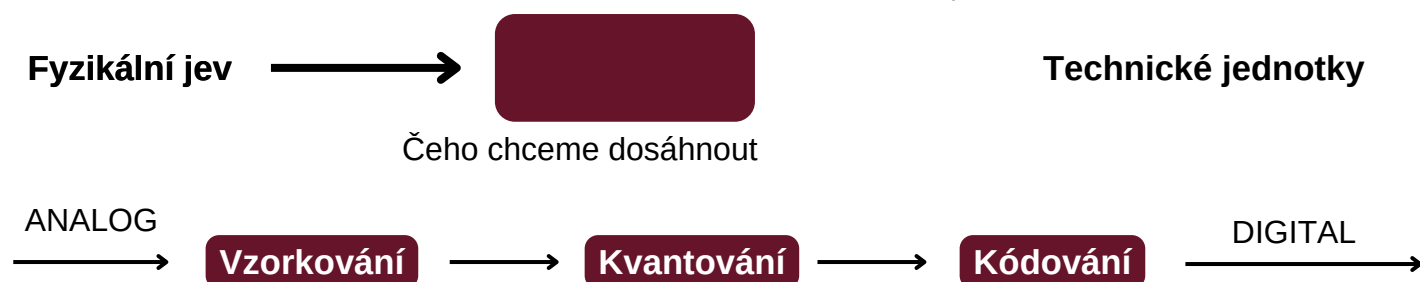 Fyzikální jev
Technické jednotky
Čeho chceme dosáhnout
ANALOG
Vzorkování
Kvantování
Kódování
DIGITAL